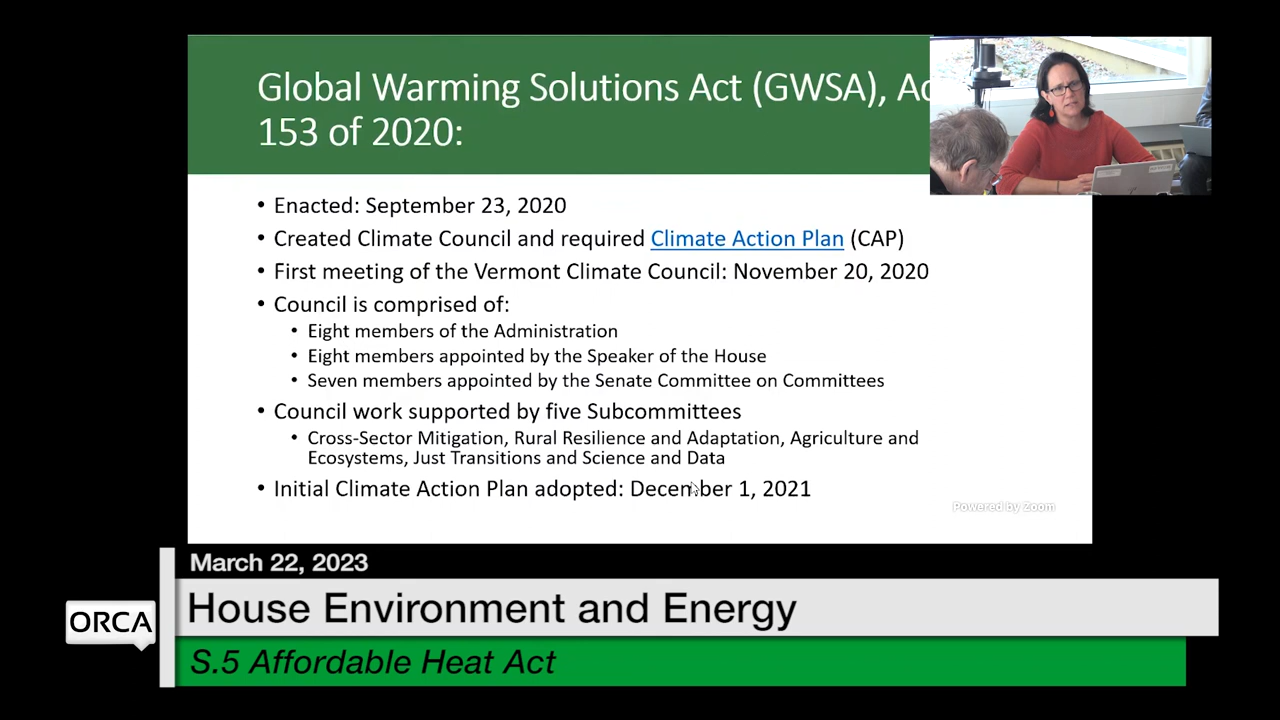 Global Warming Solutions Act (GWSA), Ac
153 of 2020:
• Enacted: September 23, 2020
• Created Climate Council and required Climate Action Plan (CAP)
• First meeting of the Vermont Climate Council: November 20, 2020
• Council is comprised of:
• Eight members of the Administration
• Eight members appointed by the Speaker of the House
• Seven members appointed by the Senate Committee on Committees
• Council work supported by five Subcommittees
• Cross-Sector Mitigation, Rural Resilience and Adaptation, Agriculture and
Ecosystems, Just Transitions and Science and Data
• Initial Climate Action Plan adopted: December 1, 2021
Powered by Zoom
March 22, 2023
House Environment and Energy
ORCA
S.5 Affordable Heat Act